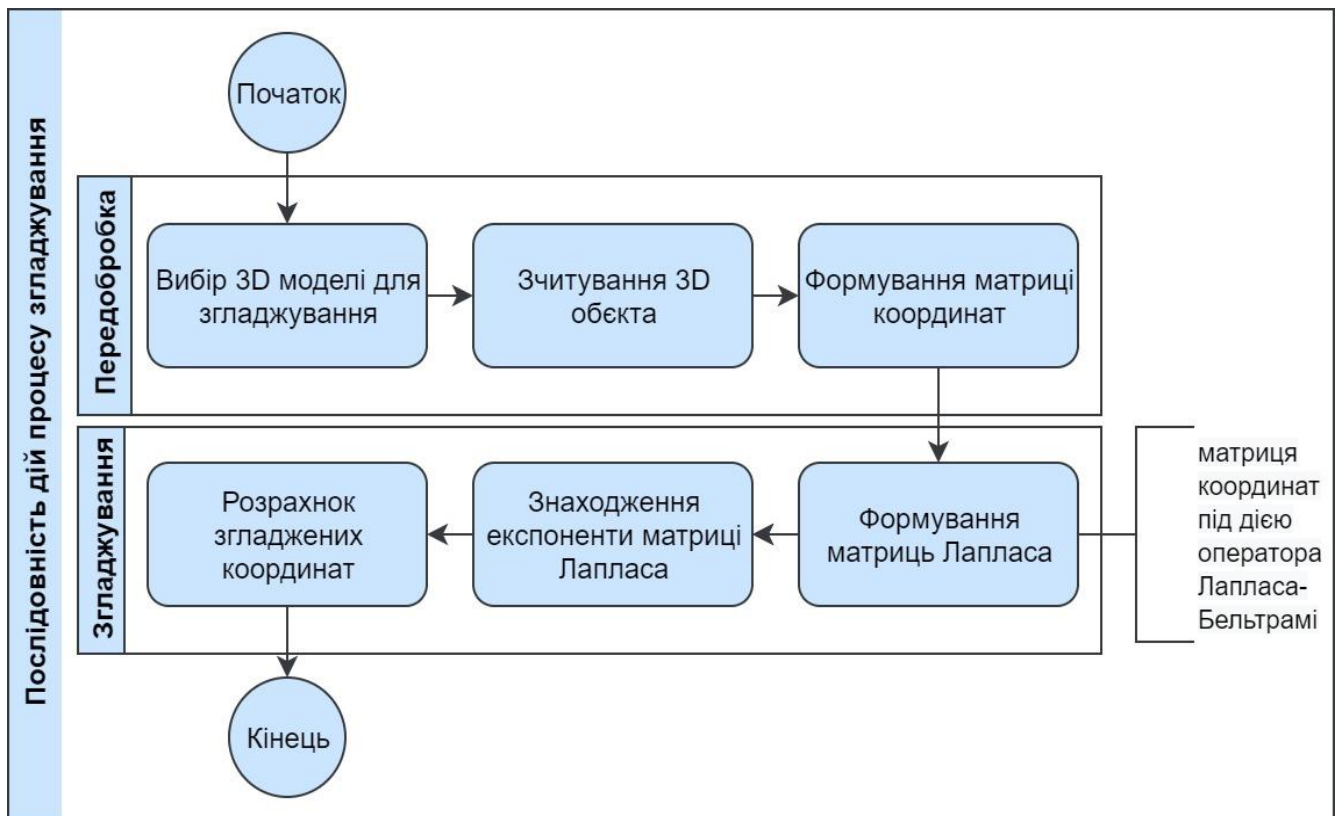 Послідовність дій процесу згладжування
Початок
Передобробка
Вибір 3D моделі для
згладжування
Зчитування 3D
обєкта
Формування матриці
координат
Згладжування
Розрахнок
згладжених
координат
Знаходження
експоненти матриці
Лапласа
Формування
матриць Лапласа
матриця
координат
під дією
оператора
Лапласа-
Бельтрамі
Кінець